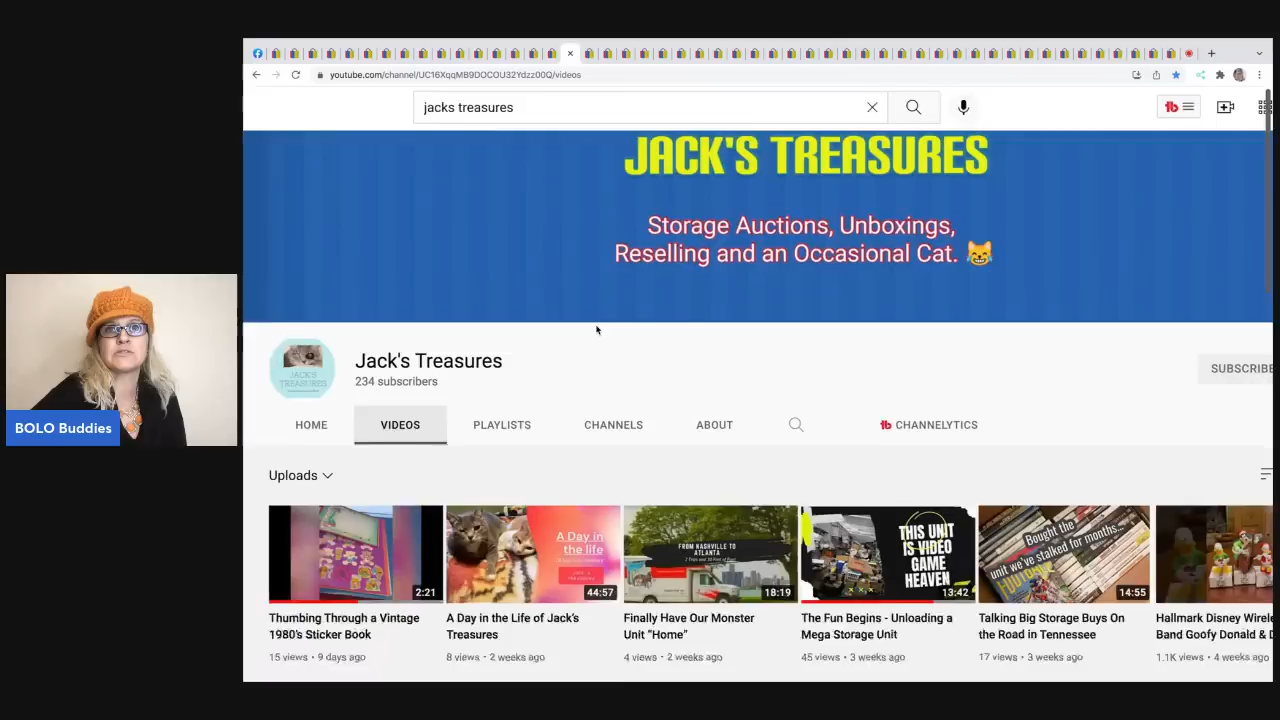 youtube.com/channel/UC16XqqMB9DOCOU32Ydzz00Q/videos
jacks treasures
JACK'S TREASURES
Storage Auctions, Unboxings,
Reselling and an Occasional Cat. 😹
JACK'S
TREASURES
Jack's Treasures
234 subscribers
SUBSCRIBE
HOME VIDEOS PLAYLISTS CHANNELS ABOUT CHANNELYTICS
BOLO Buddies
Uploads
2:21
A Day in
the life
44:57
FROM NASHVILLE TO
ATLANTA
18:19
THIS UNIT
IS VIDEO
GAME
HEAVEN
13:42
Bought the
unit we've stalked for months...
14:55
Thumbing Through a Vintage
1980's Sticker Book
15 views • 9 days ago
A Day in the Life of Jack's
Treasures
8 views • 2 weeks ago
Finally Have Our Monster
Unit "Home"
4 views • 2 weeks ago
The Fun Begins - Unloading a
Mega Storage Unit
45 views • 3 weeks ago
Talking Big Storage Buys On
the Road in Tennessee
17 views • 3 weeks ago
Hallmark Disney Wirele
Band Goofy Donald & D
1.1K views • 4 weeks ag